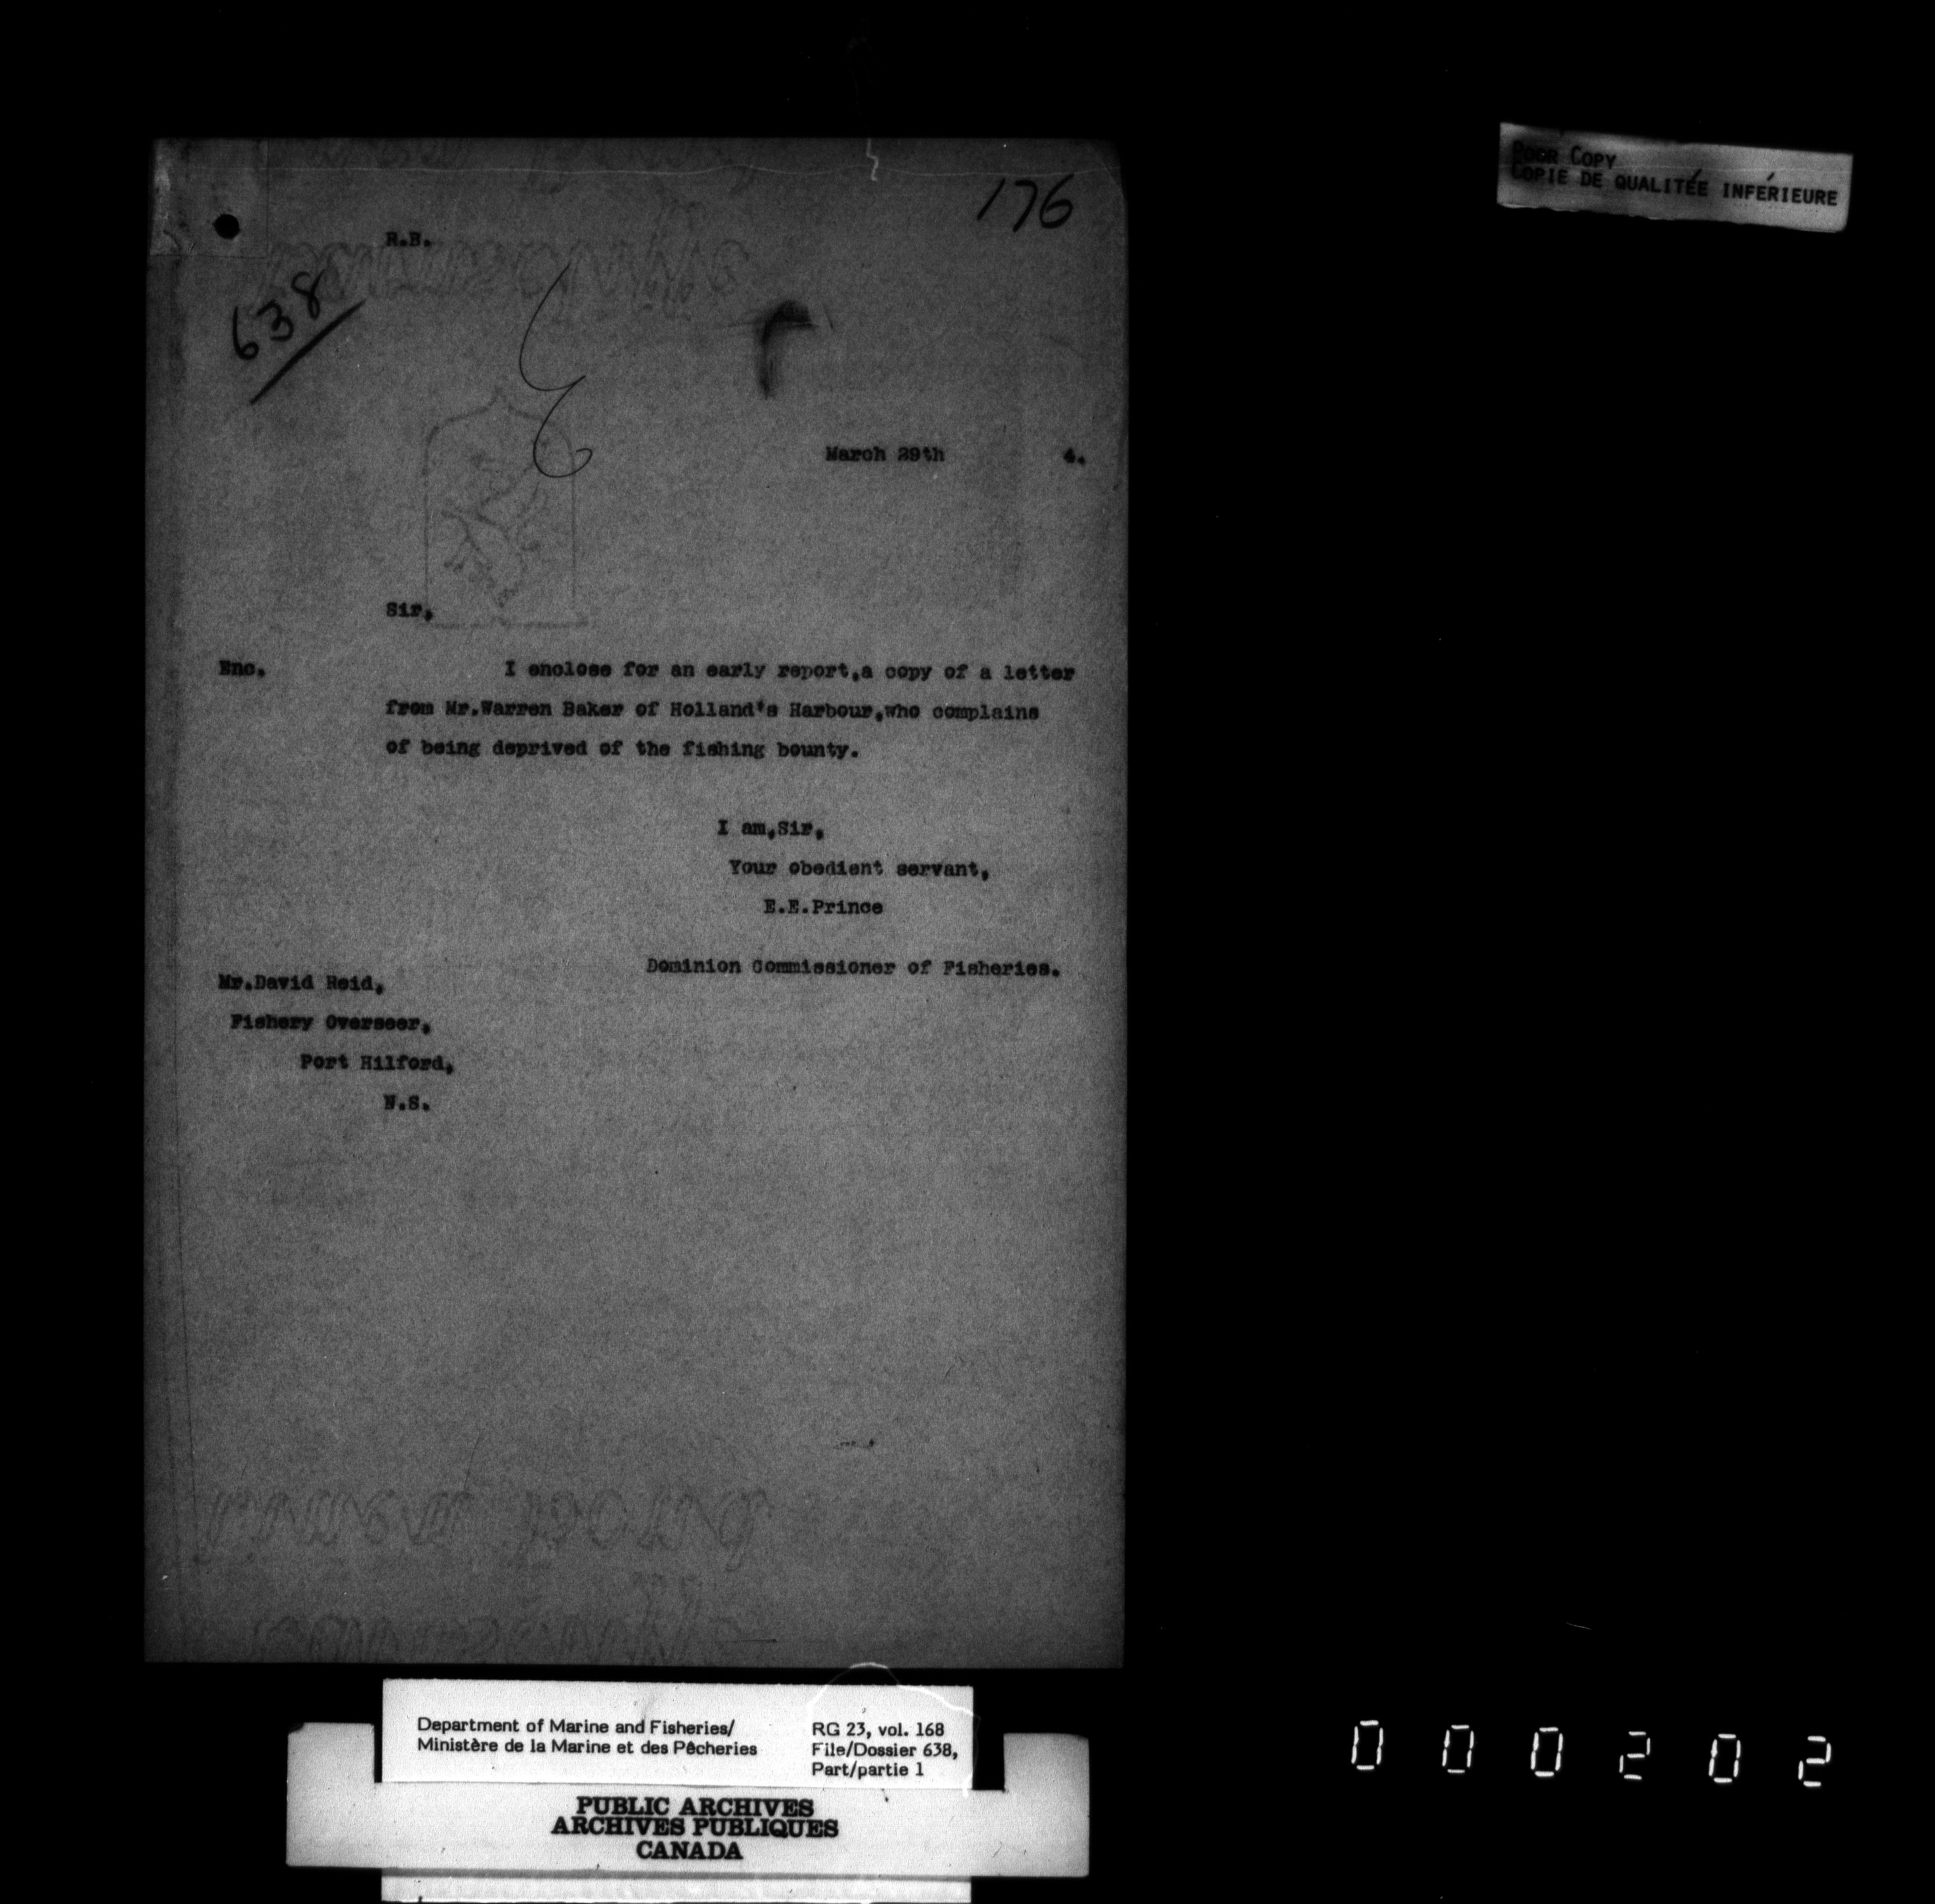 176
R.B.
638
March 29th 4.
Sir,
Enc. I enclose for an early report,a copy of a letter
from Mr.Warren Baker of Holland's Harbour,who complains
of being deprived of the fishing bounty.
I am,Sir,
Your obedient servant,
E.E.Prince
Dominion Commissioner of Fisheries.
Mr.David Reid,
Fishery Overseer,
Port Hilford,
N.S.
POOR COPY
COPIE DE QUALITÉE INFÉRIEURE
Department of Marine and Fisheries/
Ministère de la Marine et des Pêcheries
RG 23, vol. 168
File/Dossier 638,
Part/partie 1
PUBLIC ARCHIVES
ARCHIVES PUBLIQUES
CANADA
000202